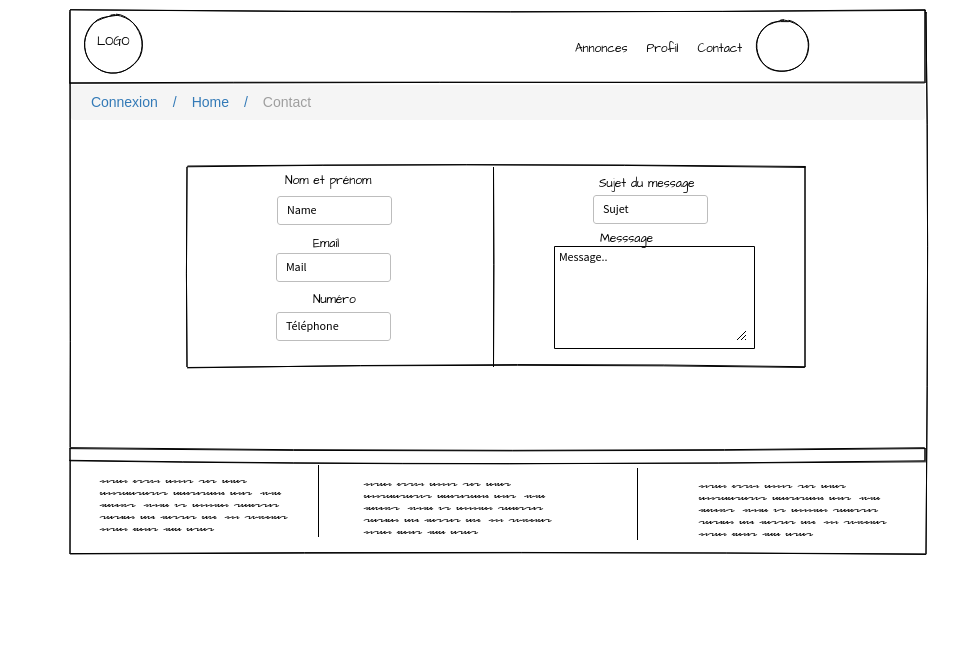 LOGO
Annonces Profil Contact
Connexion / Home / Contact
Nom et prénom
Name
Email
Mail
Numéro
Téléphone
Sujet du message
Sujet
Messsage
Message..